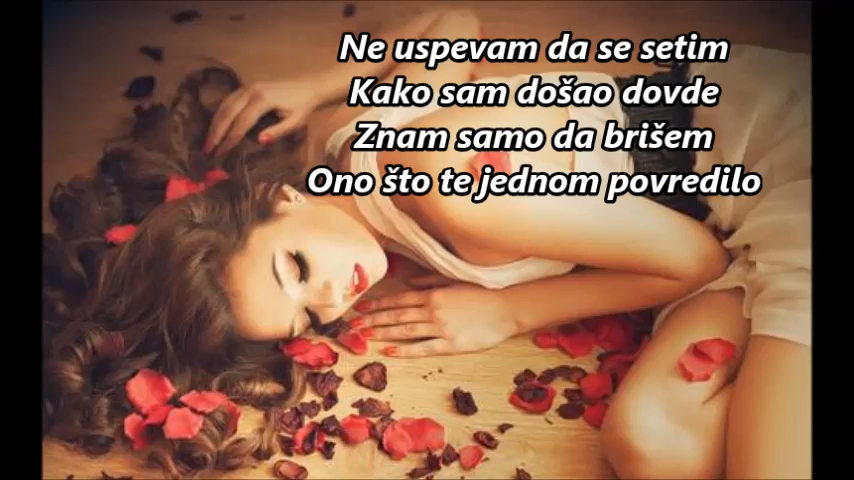 Ne uspevam da se setim
Kako sam došao dovde
Znam samo da brišem
Ono što te jednom povredilo